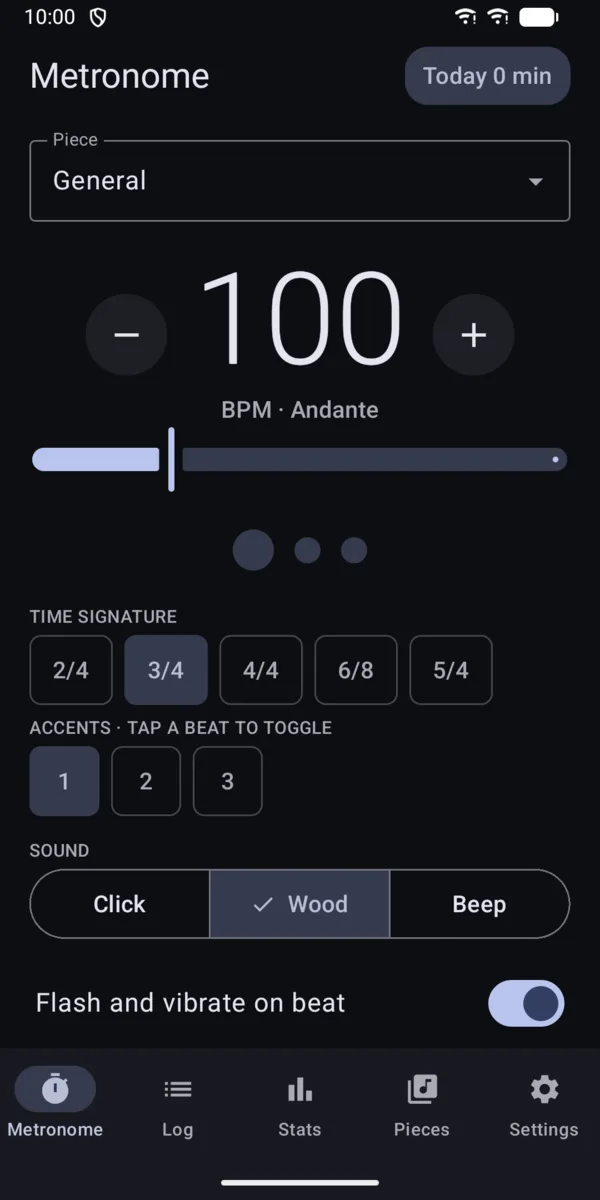 10:00
Metronome
Today 0 min
Piece
General
− 100 +
BPM · Andante
TIME SIGNATURE
2/4 3/4 4/4 6/8 5/4
ACCENTS · TAP A BEAT TO TOGGLE
1 2 3
SOUND
Click Wood Beep
Flash and vibrate on beat
Metronome Log Stats Pieces Settings